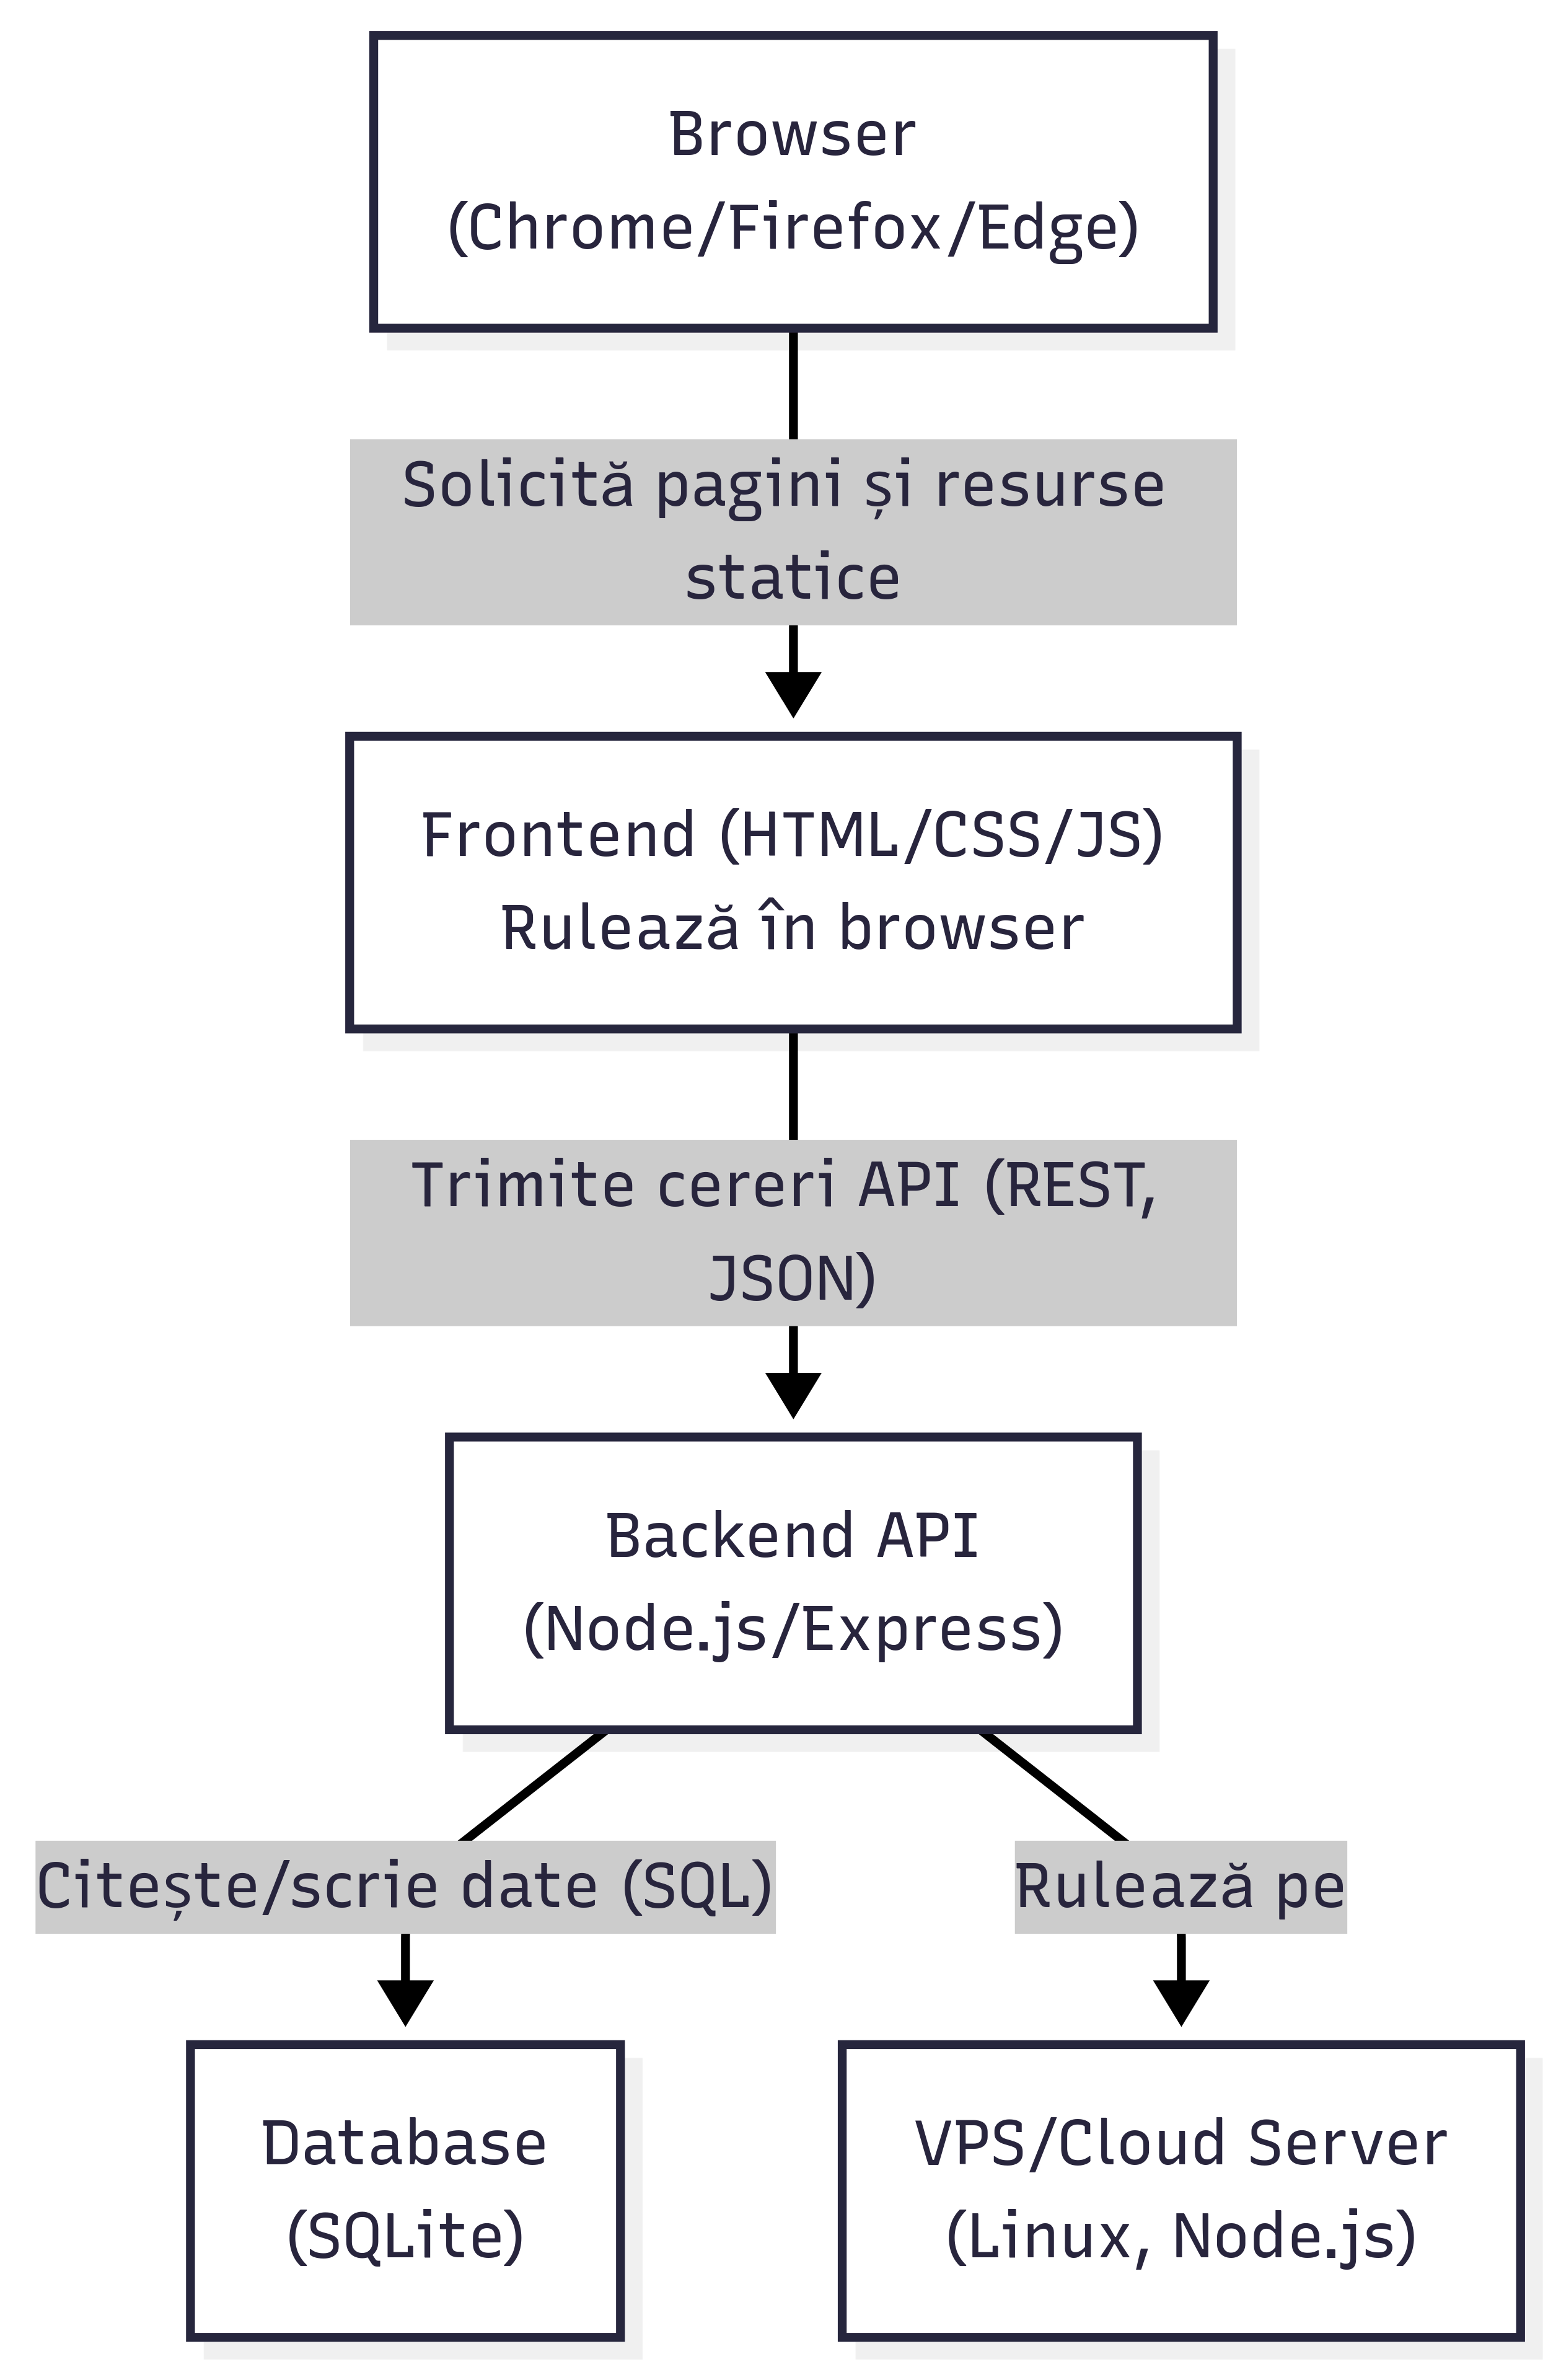 Browser
(Chrome/Firefox/Edge)
Solicită pagini și resurse
statice
Frontend (HTML/CSS/JS)
Rulează în browser
Trimite cereri API (REST,
JSON)
Backend API
(Node.js/Express)
Citește/scrie date (SQL)
Rulează pe
Database
(SQLite)
VPS/Cloud Server
(Linux, Node.js)